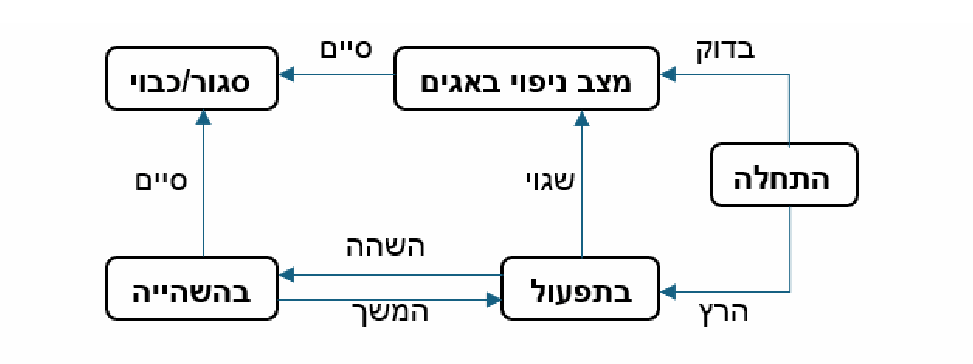 בדוק
סיים
מצב ניפוי באגים
סגור/כבוי
התחלה
שגוי
סיים
השהה
בתפעול
בהשהייה
הרץ
המשך